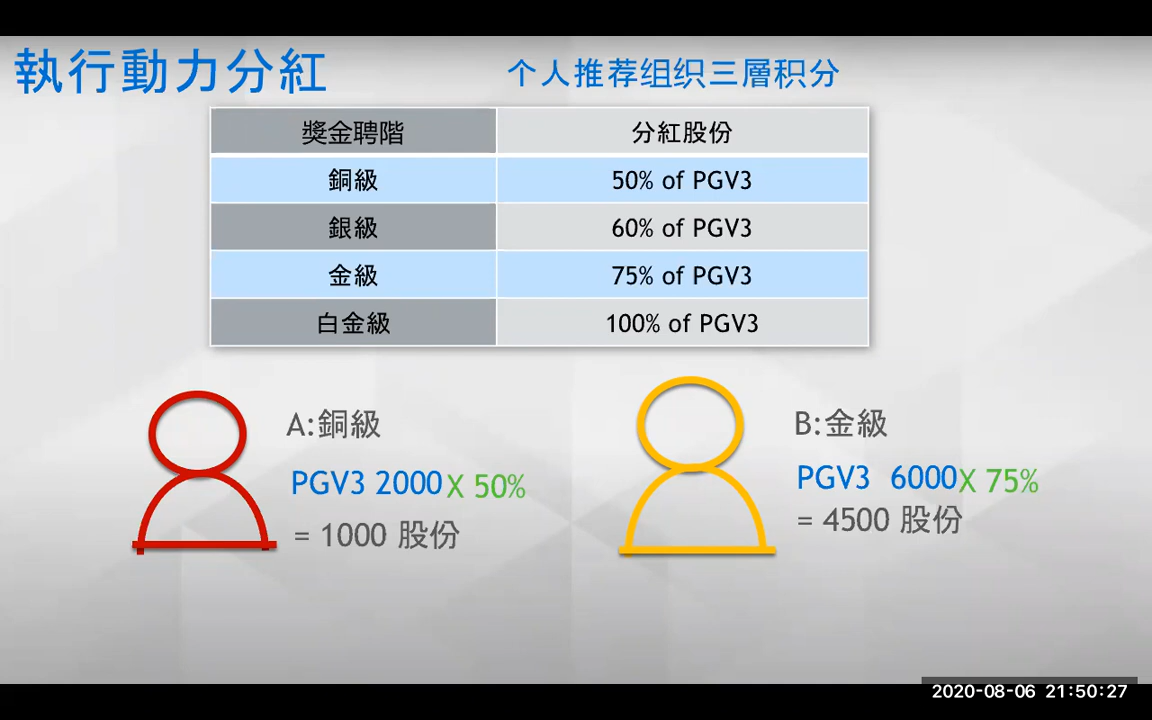 執行動力分紅
个人推荐组织三層积分
獎金聘階 分紅股份
銅級 50% of PGV3
銀級 60% of PGV3
金級 75% of PGV3
白金級 100% of PGV3
A:銅級
PGV3 2000 X 50%
= 1000 股份
B:金級
PGV3 6000 X 75%
= 4500 股份
2020-08-06 21:50:27